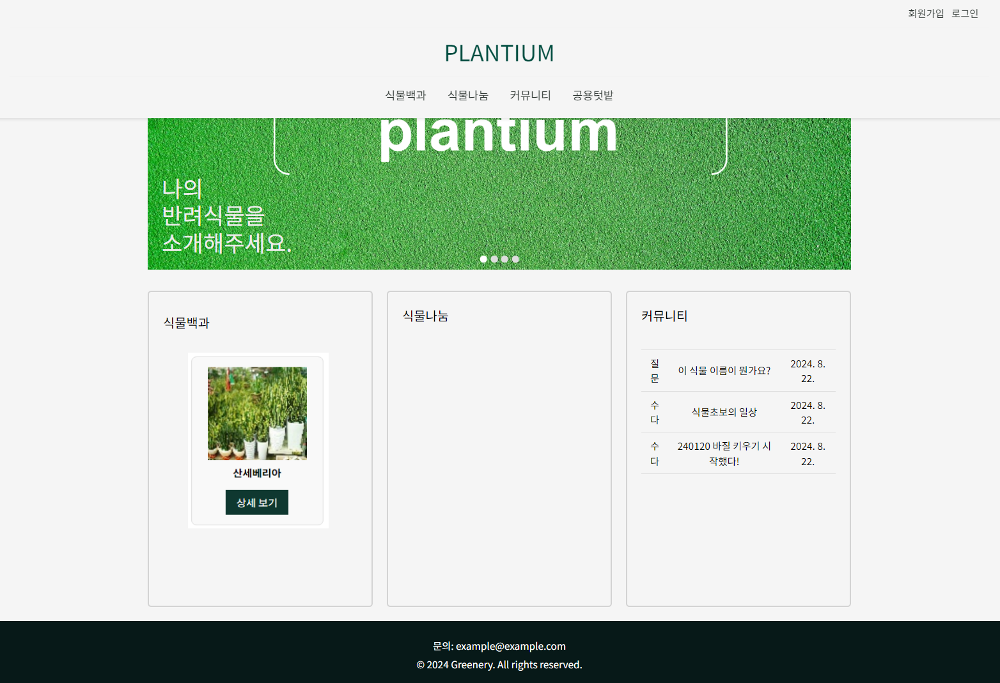 회원가입 로그인
PLANTIUM
식물백과 식물나눔 커뮤니티 공용텃밭
plantium
나의
반려식물을
소개해주세요.
식물백과
산세베리아
상세 보기
식물나눔
커뮤니티
질문 이 식물 이름이 뭔가요? 2024. 8. 22.
수다 식물초보의 일상 2024. 8. 22.
수다 240120 바질 키우기 시작했다! 2024. 8. 22.
문의: example@example.com
© 2024 Greenery. All rights reserved.